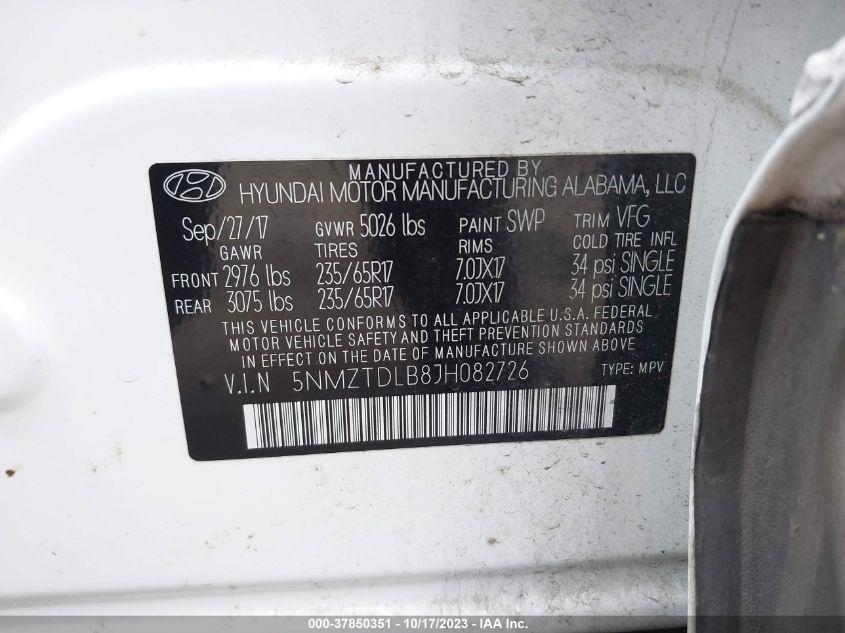 MANUFACTURED BY
HYUNDAI MOTOR MANUFACTURING ALABAMA, LLC
Sep/27/17 GVWR 5026 lbs PAINT SWP TRIM VFG
GAWR TIRES RIMS COLD TIRE INFL
FRONT 2976 lbs 235/65R17 7.0JX17 34 psi SINGLE
REAR 3075 lbs 235/65R17 7.0JX17 34 psi SINGLE
THIS VEHICLE CONFORMS TO ALL APPLICABLE U.S.A. FEDERAL
MOTOR VEHICLE SAFETY AND THEFT PREVENTION STANDARDS
IN EFFECT ON THE DATE OF MANUFACTURE SHOWN ABOVE.
V.I.N 5NMZTDLB8JH082726 TYPE: MPV
000-37850351 - 10/17/2023 - IAA Inc.